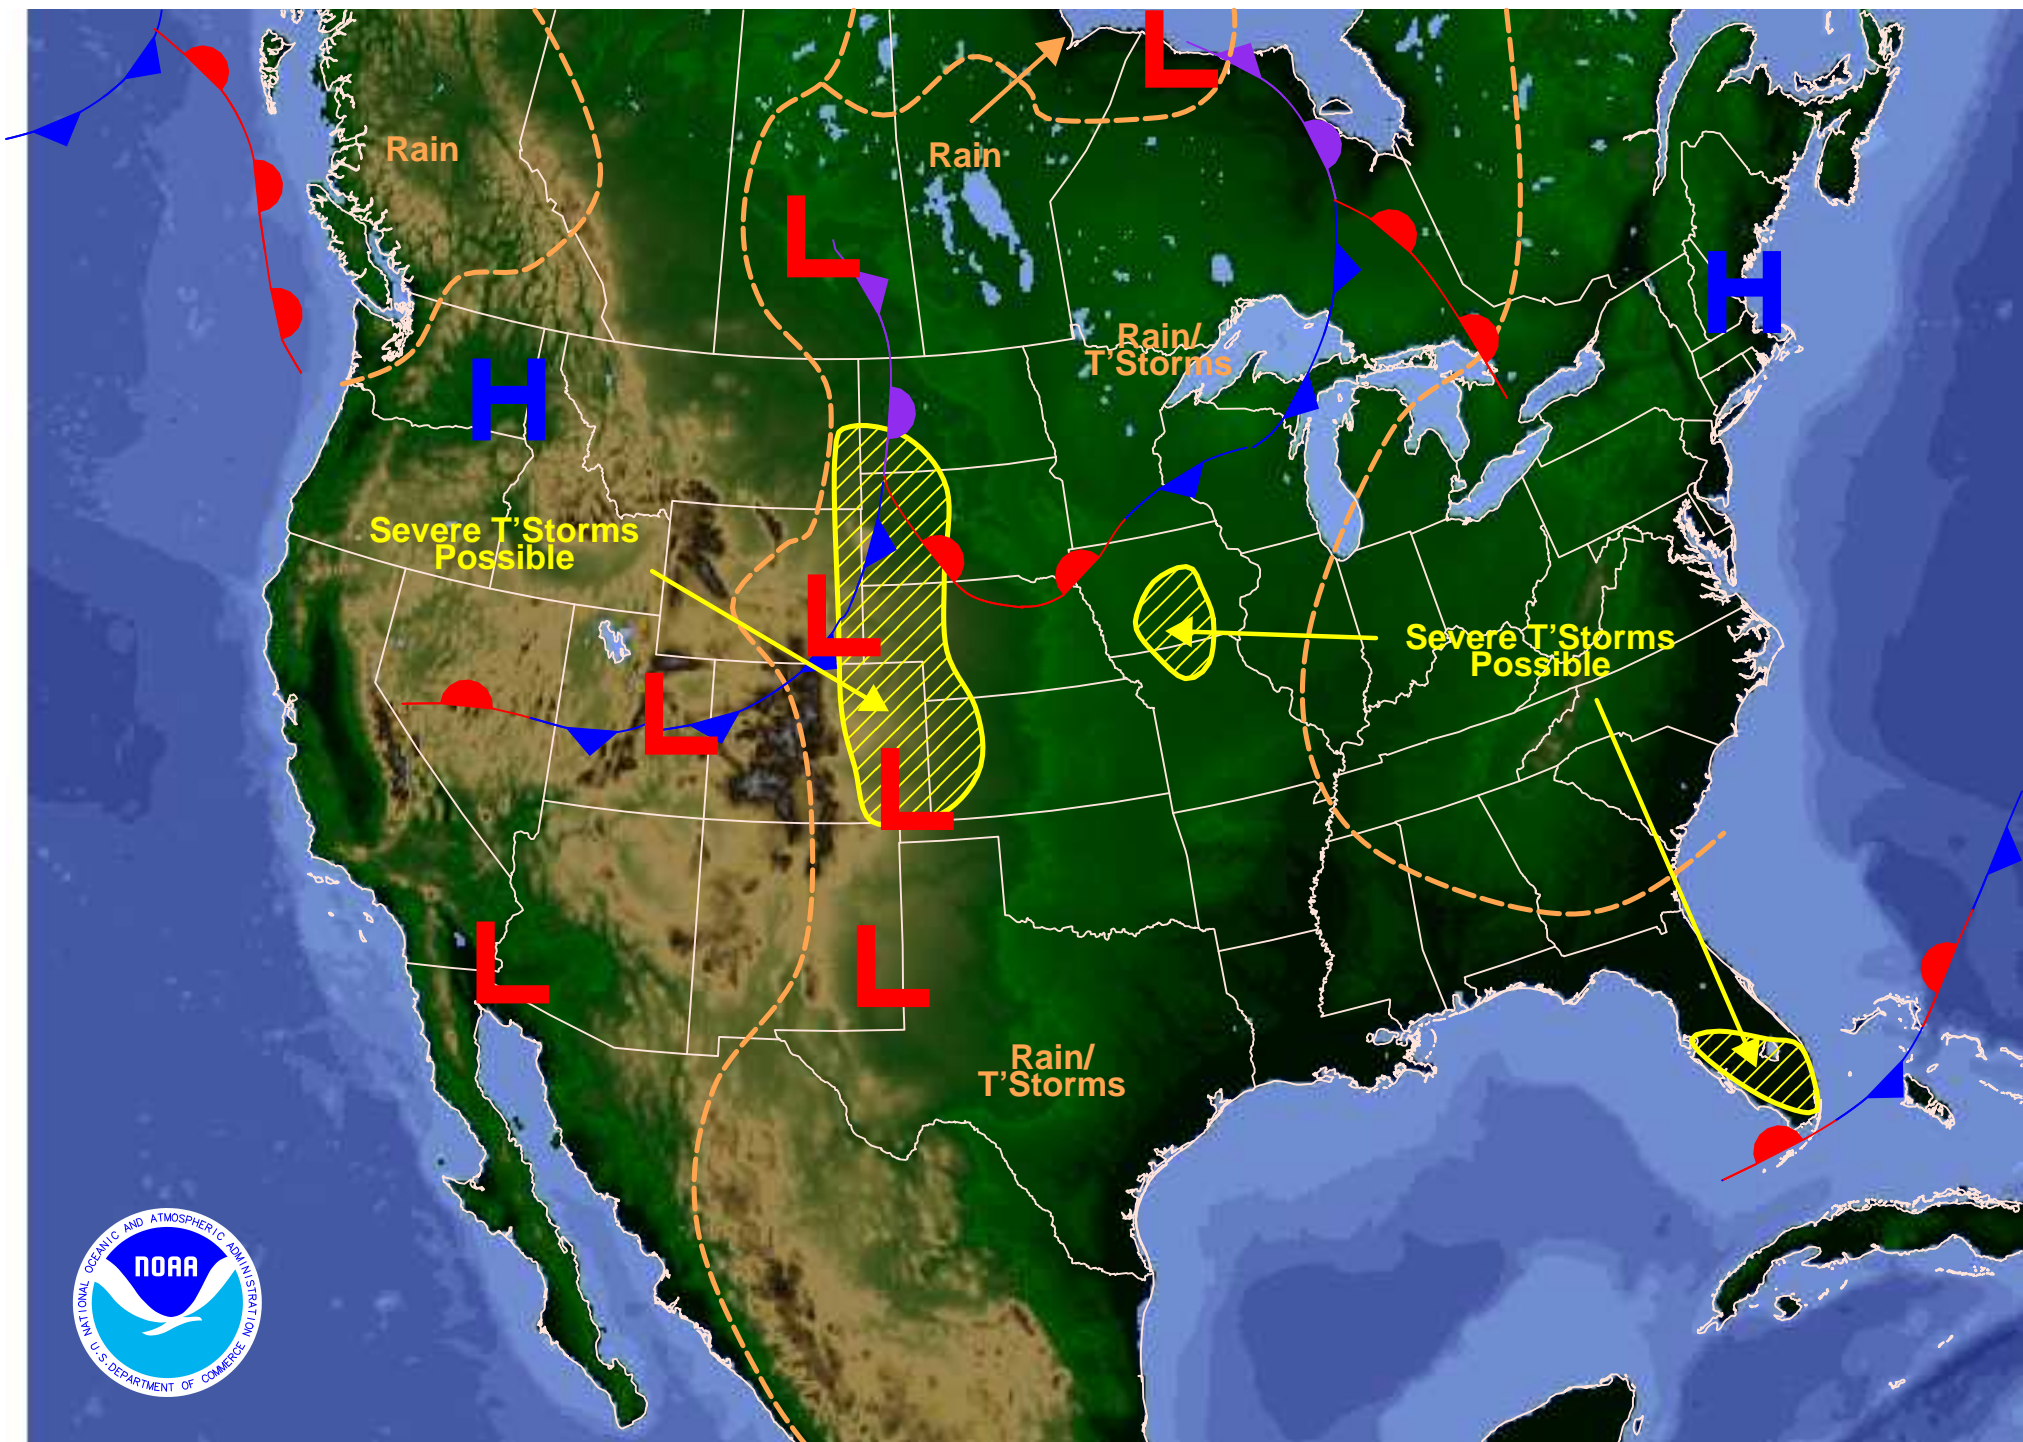 L
Rain
Rain
L
H
Rain/
T'Storms
H
Severe T'Storms
Possible
L
Severe T'Storms
Possible
L
L
L
L
Rain/
T'Storms
NATIONAL OCEANIC AND ATMOSPHERIC ADMINISTRATION
NOAA
U.S. DEPARTMENT OF COMMERCE